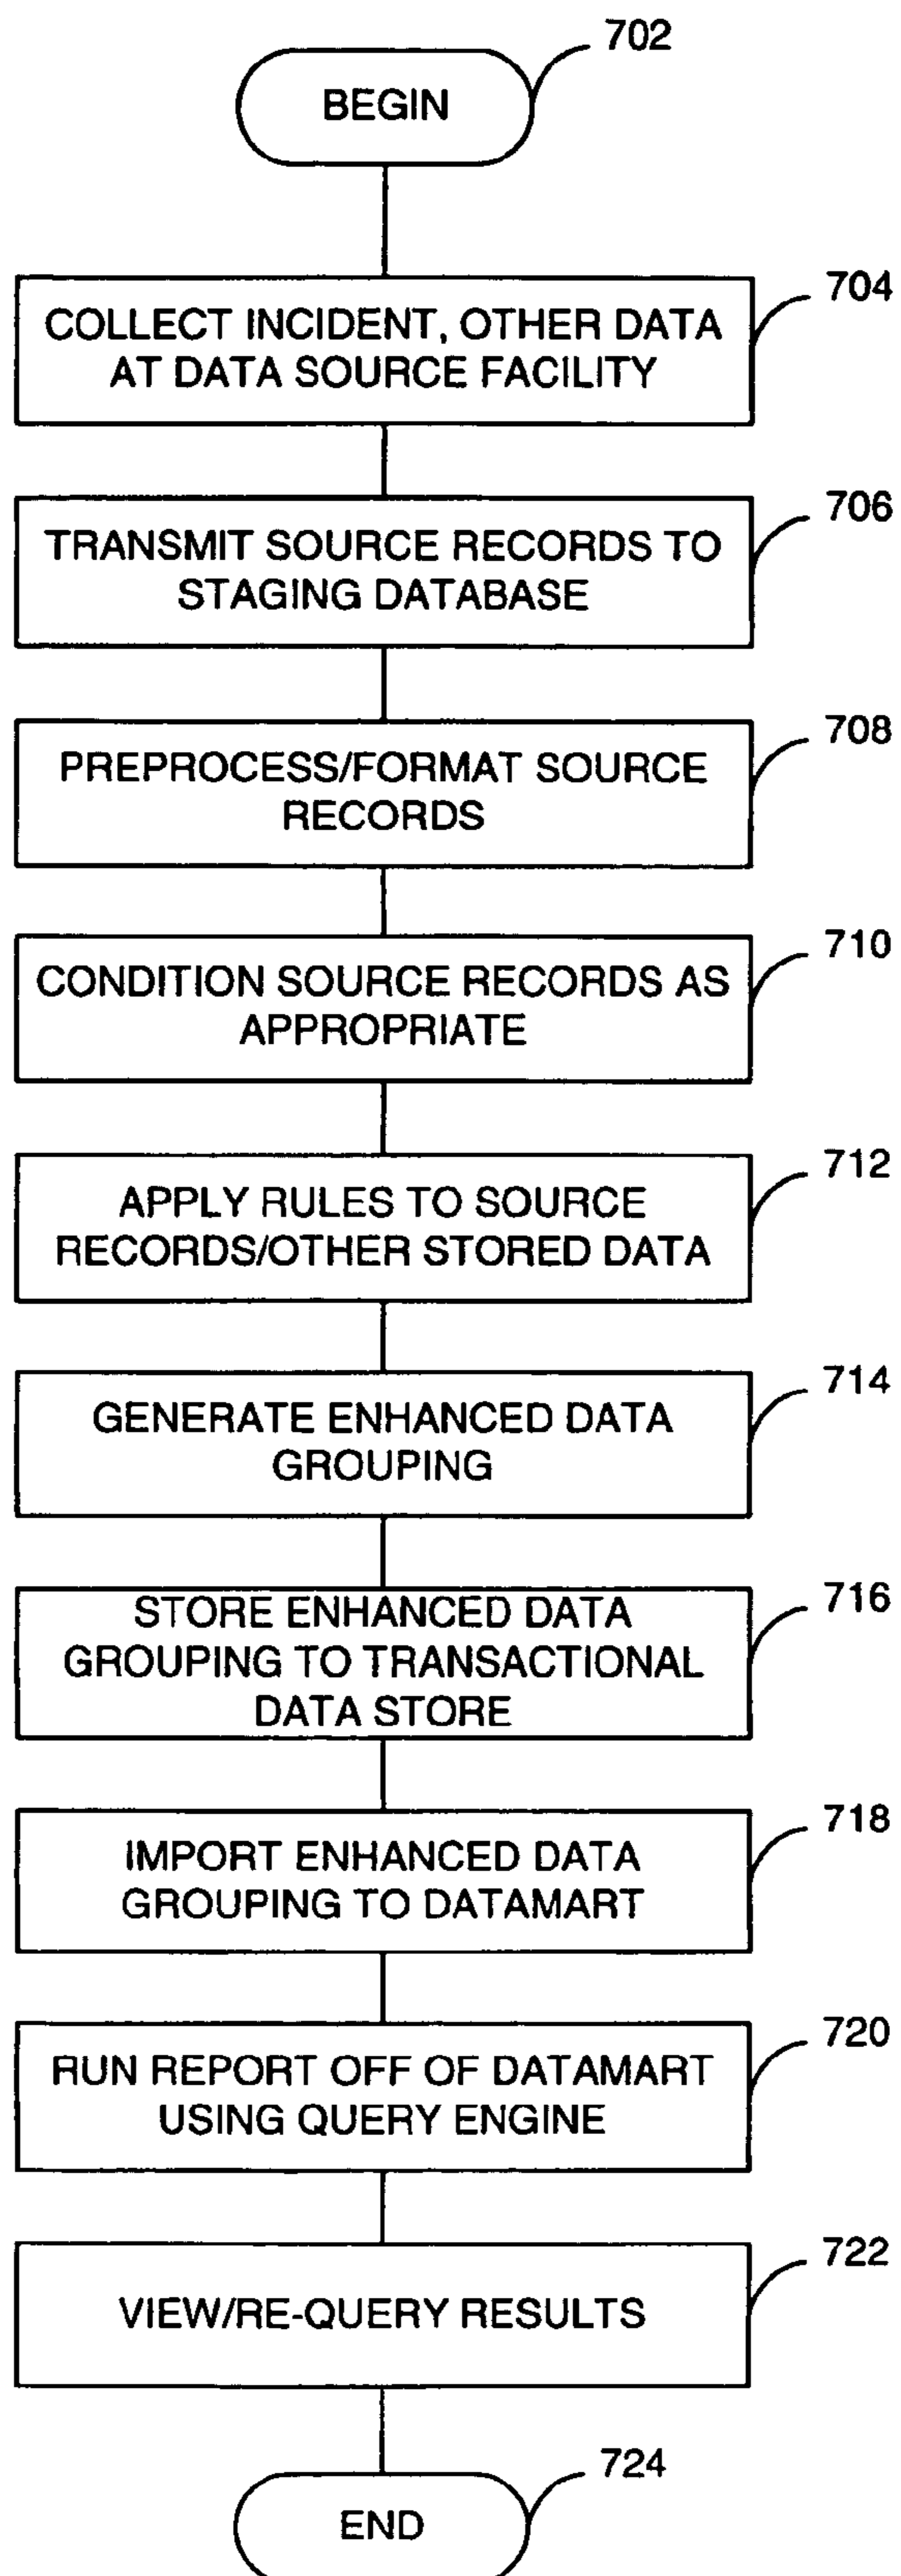 702
BEGIN
704
COLLECT INCIDENT, OTHER DATA
AT DATA SOURCE FACILITY
706
TRANSMIT SOURCE RECORDS TO
STAGING DATABASE
708
PREPROCESS/FORMAT SOURCE
RECORDS
710
CONDITION SOURCE RECORDS AS
APPROPRIATE
712
APPLY RULES TO SOURCE
RECORDS/OTHER STORED DATA
714
GENERATE ENHANCED DATA
GROUPING
716
STORE ENHANCED DATA
GROUPING TO TRANSACTIONAL
DATA STORE
718
IMPORT ENHANCED DATA
GROUPING TO DATAMART
720
RUN REPORT OFF OF DATAMART
USING QUERY ENGINE
722
VIEW/RE-QUERY RESULTS
724
END